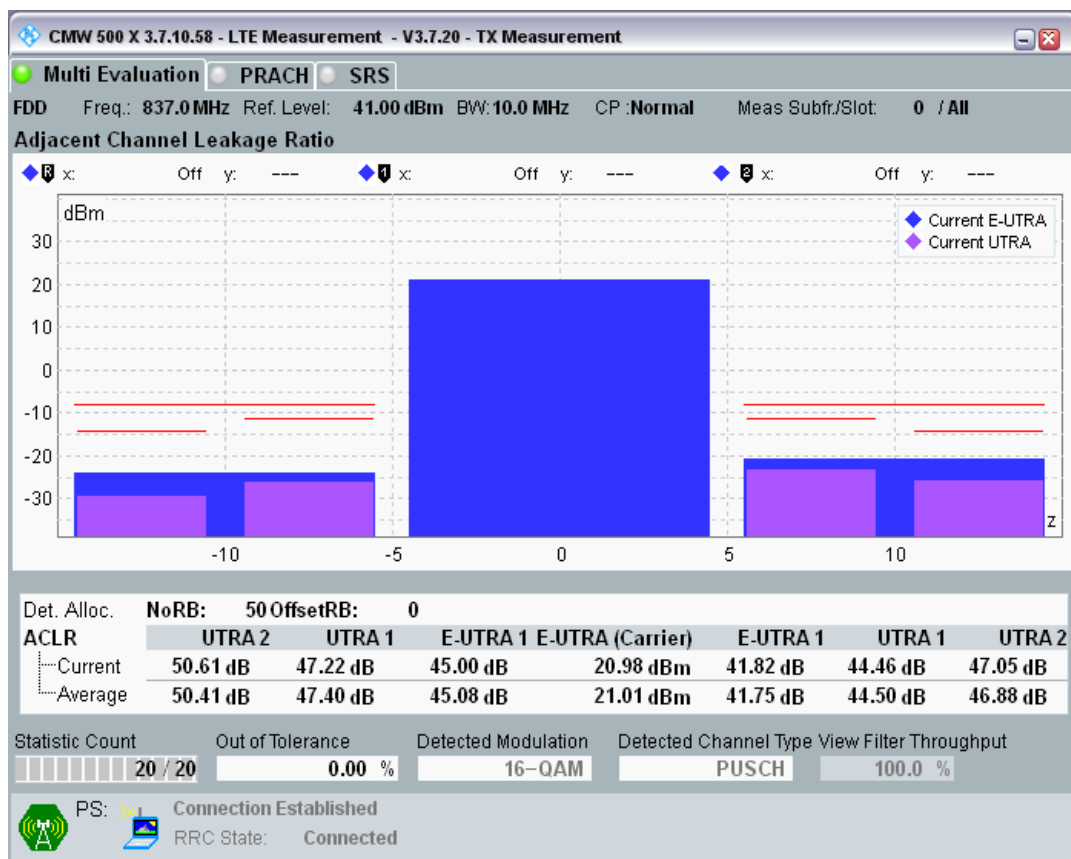 CMW 500 X 3.7.10.58 - LTE Measurement - V3.7.20 - TX Measurement
Multi Evaluation PRACH SRS
FDD Freq.: 837.0 MHz Ref. Level: 41.00 dBm BW: 10.0 MHz CP :Normal Meas Subfr./Slot: 0 / All
Adjacent Channel Leakage Ratio
R x: Off y: --- 1 x: Off y: --- 2 x: Off y: ---
dBm
Current E-UTRA
Current UTRA
30
20
10
0
-10
-20
-30
z
-10 -5 0 5 10
Det. Alloc. NoRB: 50 OffsetRB: 0
ACLR UTRA 2 UTRA 1 E-UTRA 1 E-UTRA (Carrier) E-UTRA 1 UTRA 1 UTRA 2
Current 50.61 dB 47.22 dB 45.00 dB 20.98 dBm 41.82 dB 44.46 dB 47.05 dB
Average 50.41 dB 47.40 dB 45.08 dB 21.01 dBm 41.75 dB 44.50 dB 46.88 dB
Statistic Count Out of Tolerance Detected Modulation Detected Channel Type View Filter Throughput
20 / 20 0.00 % 16-QAM PUSCH 100.0 %
PS: Connection Established
RRC State: Connected